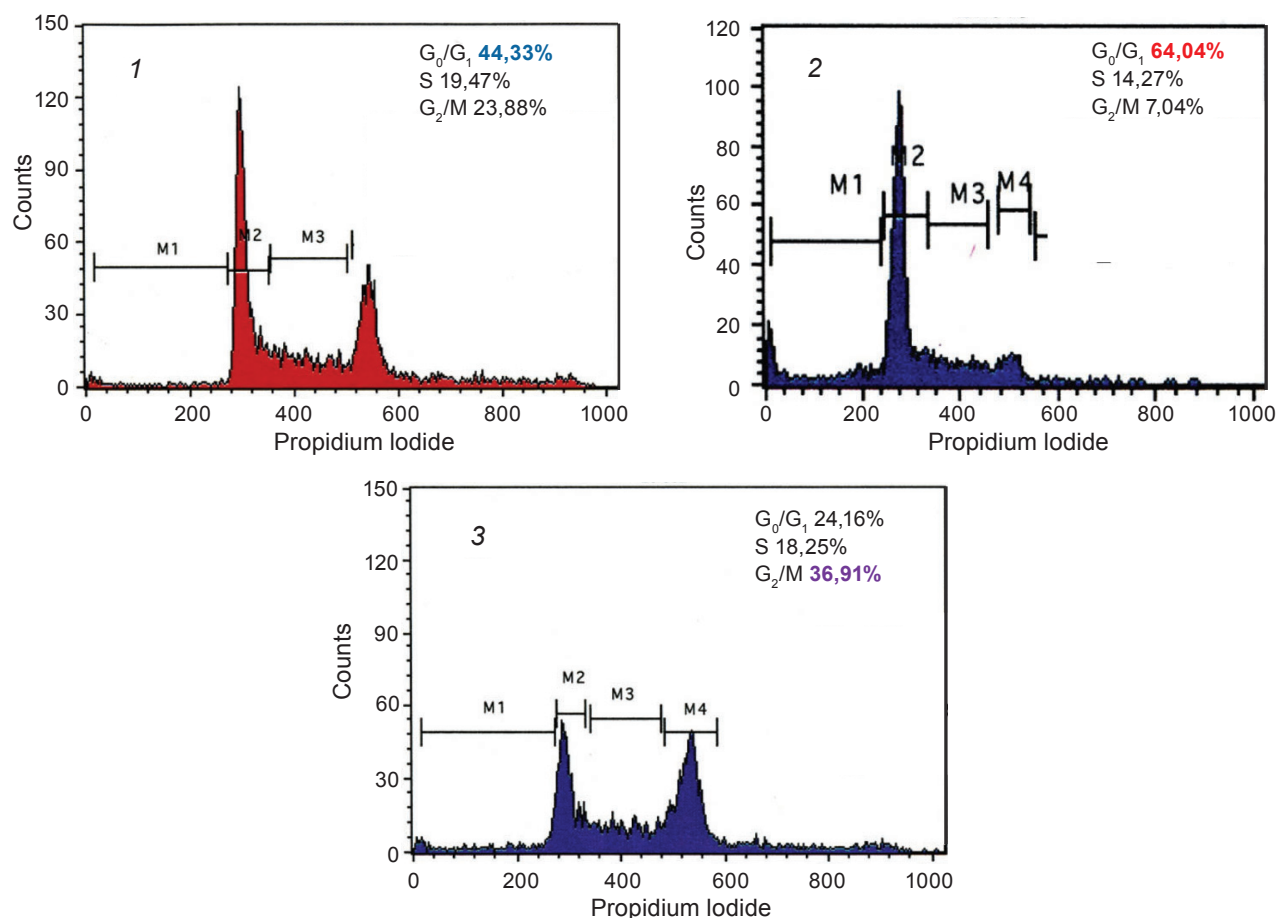 1
G₀/G₁ 44,33%
S 19,47%
G₂/M 23,88%
150
120
90
60
30
0
Counts
M1
M2
M3
0 200 400 600 800 1000
Propidium Iodide
2
G₀/G₁ 64,04%
S 14,27%
G₂/M 7,04%
120
100
80
60
40
20
0
Counts
M1
M2
M3
M4
0 200 400 600 800 1000
Propidium Iodide
3
G₀/G₁ 24,16%
S 18,25%
G₂/M 36,91%
150
120
90
60
30
0
Counts
M1
M2
M3
M4
0 200 400 600 800 1000
Propidium Iodide